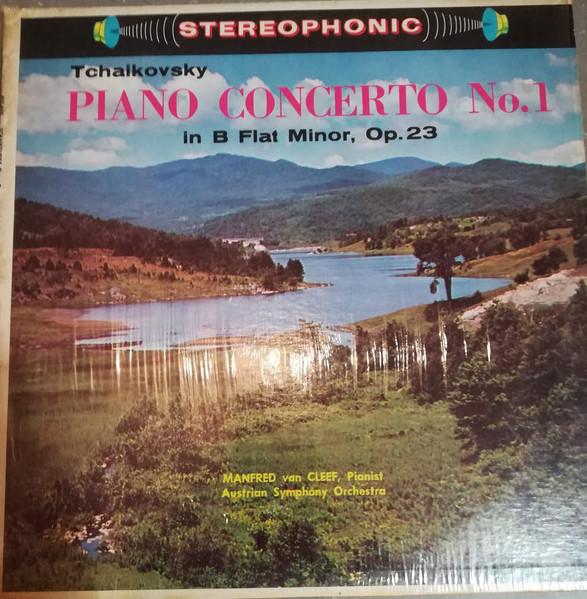 STEREOPHONIC
Tchaikovsky
PIANO CONCERTO No.1
in B Flat Minor, Op.23
MANFRED van CLEEF, Pianist
Austrian Symphony Orchestra